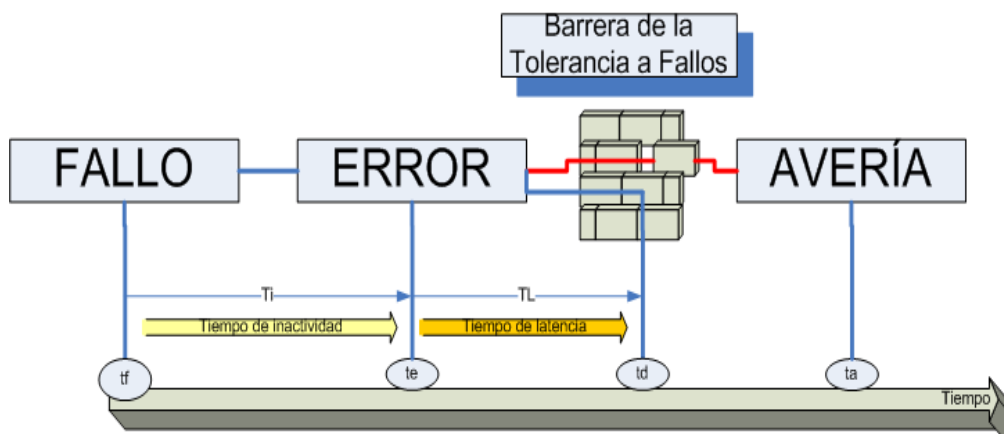 Barrera de la
Tolerancia a Fallos
FALLO
ERROR
AVERÍA
Ti
TL
Tiempo de inactividad
Tiempo de latencia
tf
te
td
ta
Tiempo